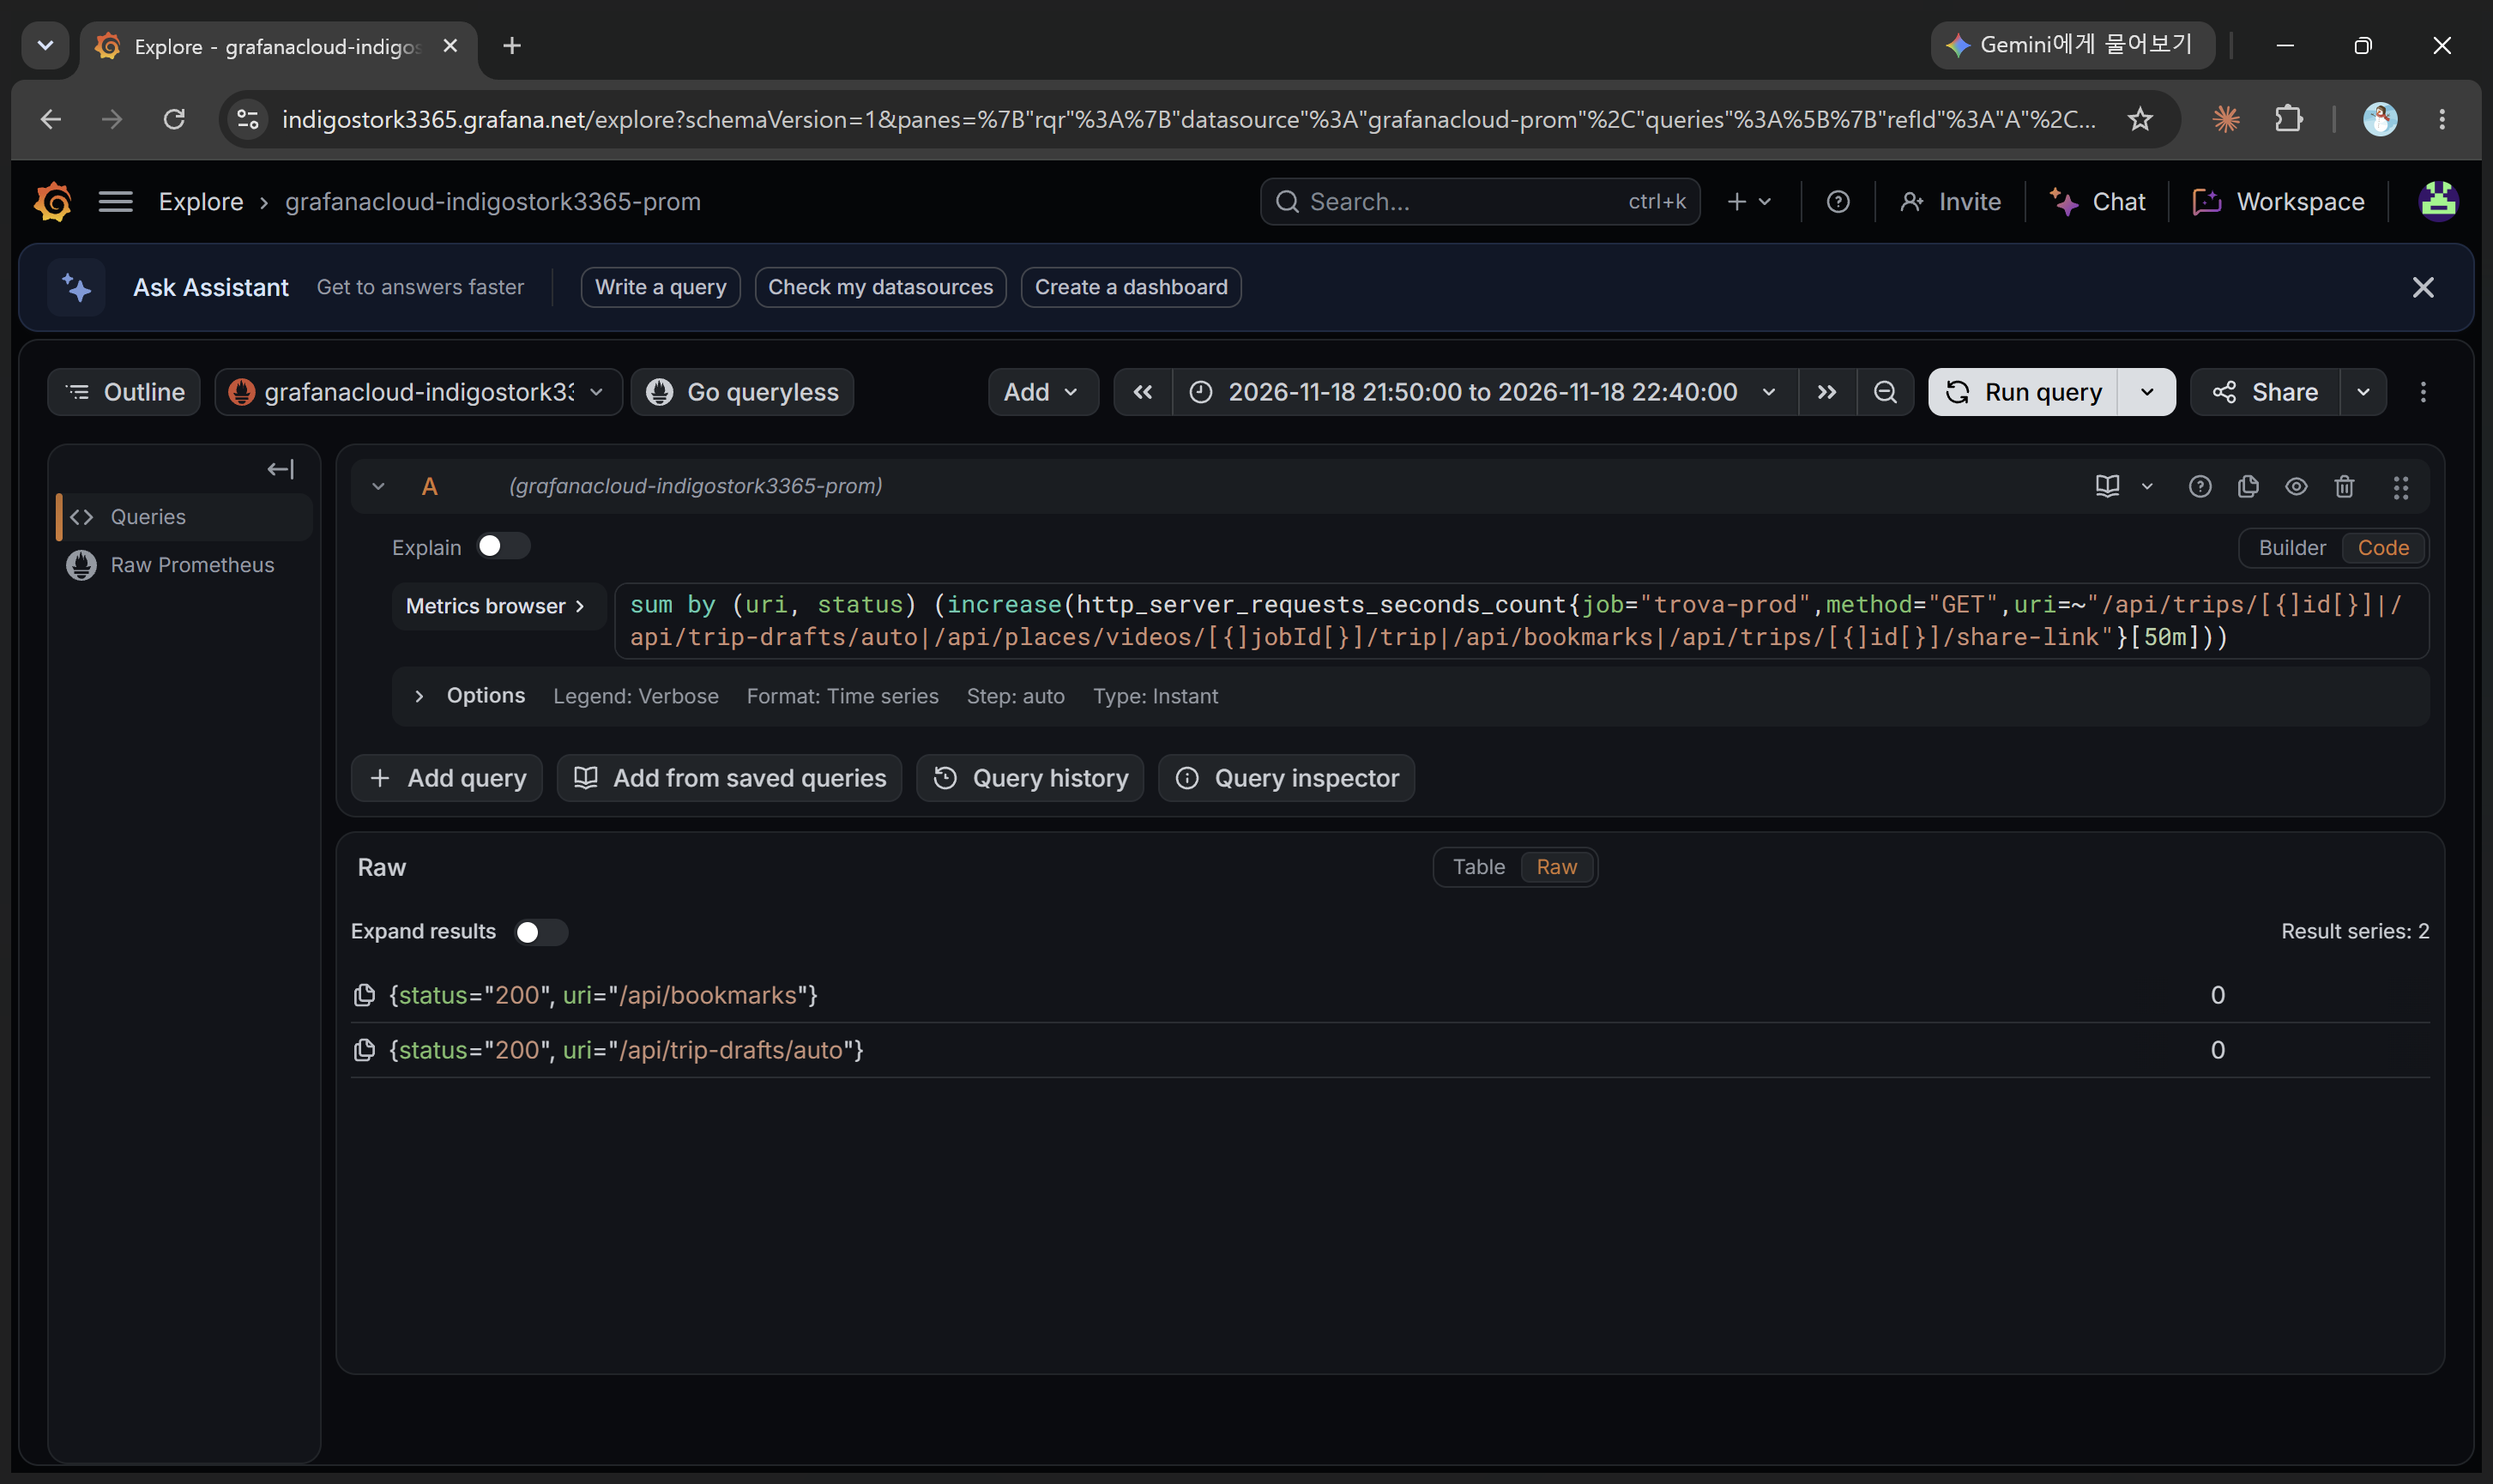 Explore - grafanacloud-indigos
Gemini에게 물어보기
indigostork3365.grafana.net/explore?schemaVersion=1&panes=%7B"rqr"%3A%7B"datasource"%3A"grafanacloud-prom"%2C"queries"%3A%5B%7B"refId"%3A"A"%2C...
Explore › grafanacloud-indigostork3365-prom
Search... ctrl+k
Invite
Chat
Workspace
Ask Assistant Get to answers faster
Write a query
Check my datasources
Create a dashboard
Outline
grafanacloud-indigostork33
Go queryless
Add
2026-11-18 21:50:00 to 2026-11-18 22:40:00
Run query
Share
Queries
Raw Prometheus
A (grafanacloud-indigostork3365-prom)
Explain
Builder Code
Metrics browser >
sum by (uri, status) (increase(http_server_requests_seconds_count{job="trova-prod",method="GET",uri=~"/api/trips/[{]id[}]|/
api/trip-drafts/auto|/api/places/videos/[{]jobId[}]/trip|/api/bookmarks|/api/trips/[{]id[}]/share-link"}[50m]))
Options Legend: Verbose Format: Time series Step: auto Type: Instant
+ Add query
Add from saved queries
Query history
Query inspector
Raw
Table Raw
Expand results
Result series: 2
{status="200", uri="/api/bookmarks"} 0
{status="200", uri="/api/trip-drafts/auto"} 0